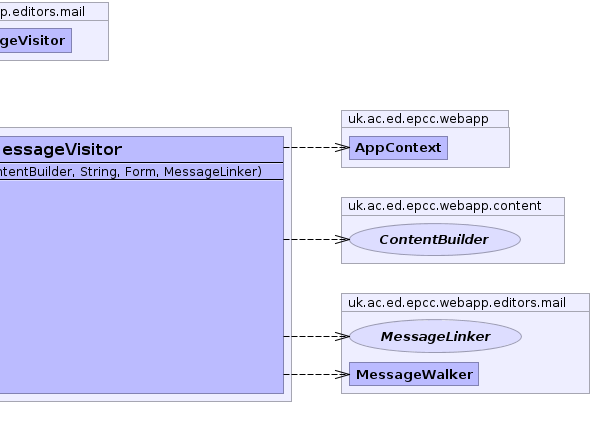 p.editors.mail
geVisitor
essageVisitor
ntentBuilder, String, Form, MessageLinker)
uk.ac.ed.epcc.webapp
AppContext
uk.ac.ed.epcc.webapp.content
ContentBuilder
uk.ac.ed.epcc.webapp.editors.mail
MessageLinker
MessageWalker